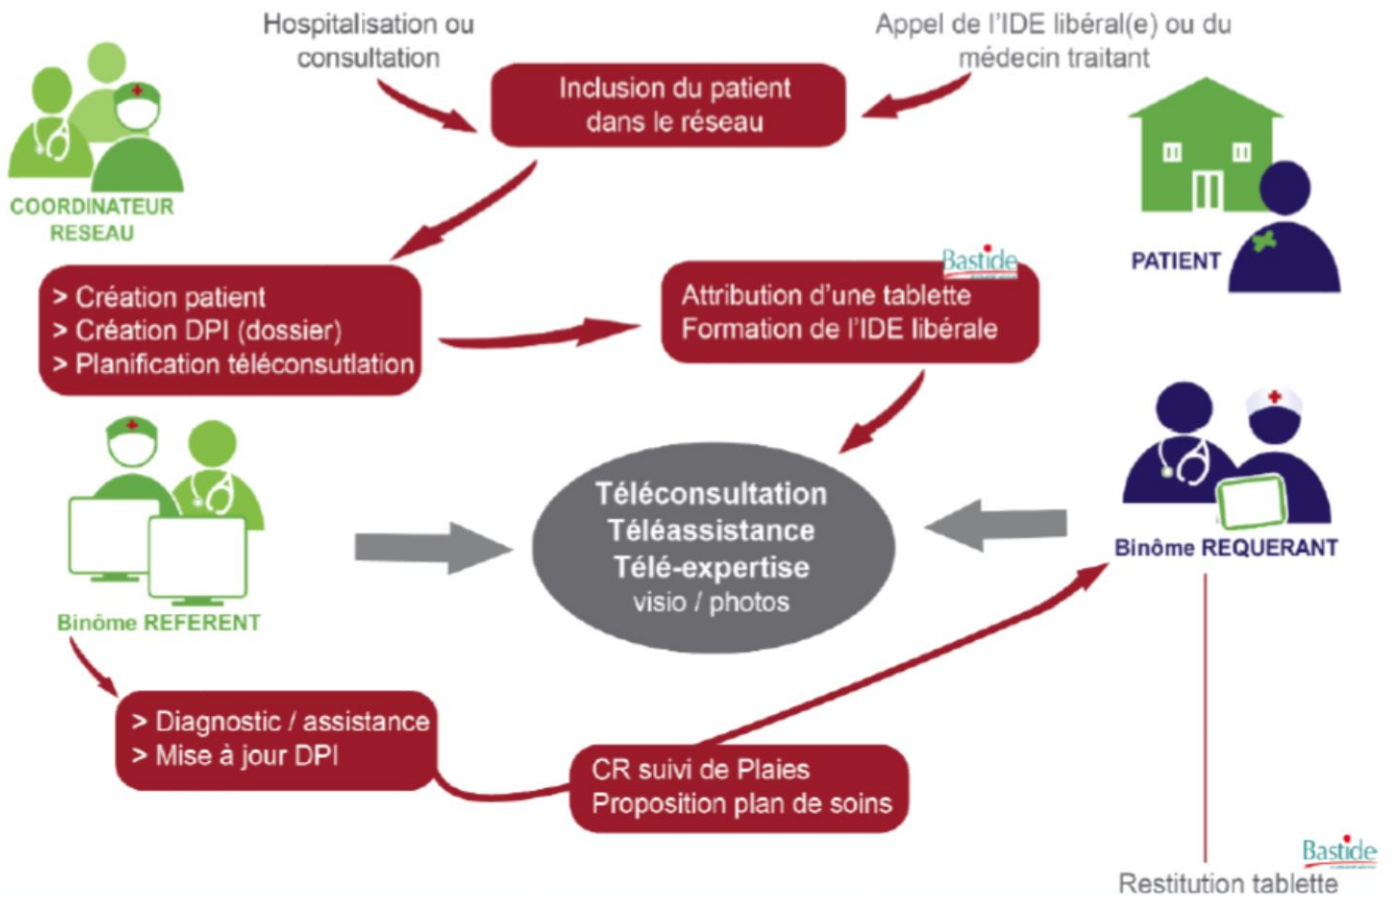 Hospitalisation ou
consultation
Appel de l'IDE libéral(e) ou du
médecin traitant
Inclusion du patient
dans le réseau
COORDINATEUR
RESEAU
PATIENT
> Création patient
> Création DPI (dossier)
> Planification téléconsutlation
Bastide
Attribution d'une tablette
Formation de l'IDE libérale
Téléconsultation
Téléassistance
Télé-expertise
visio / photos
Binôme REFERENT
Binôme REQUERANT
> Diagnostic / assistance
> Mise à jour DPI
CR suivi de Plaies
Proposition plan de soins
Bastide
Restitution tablette